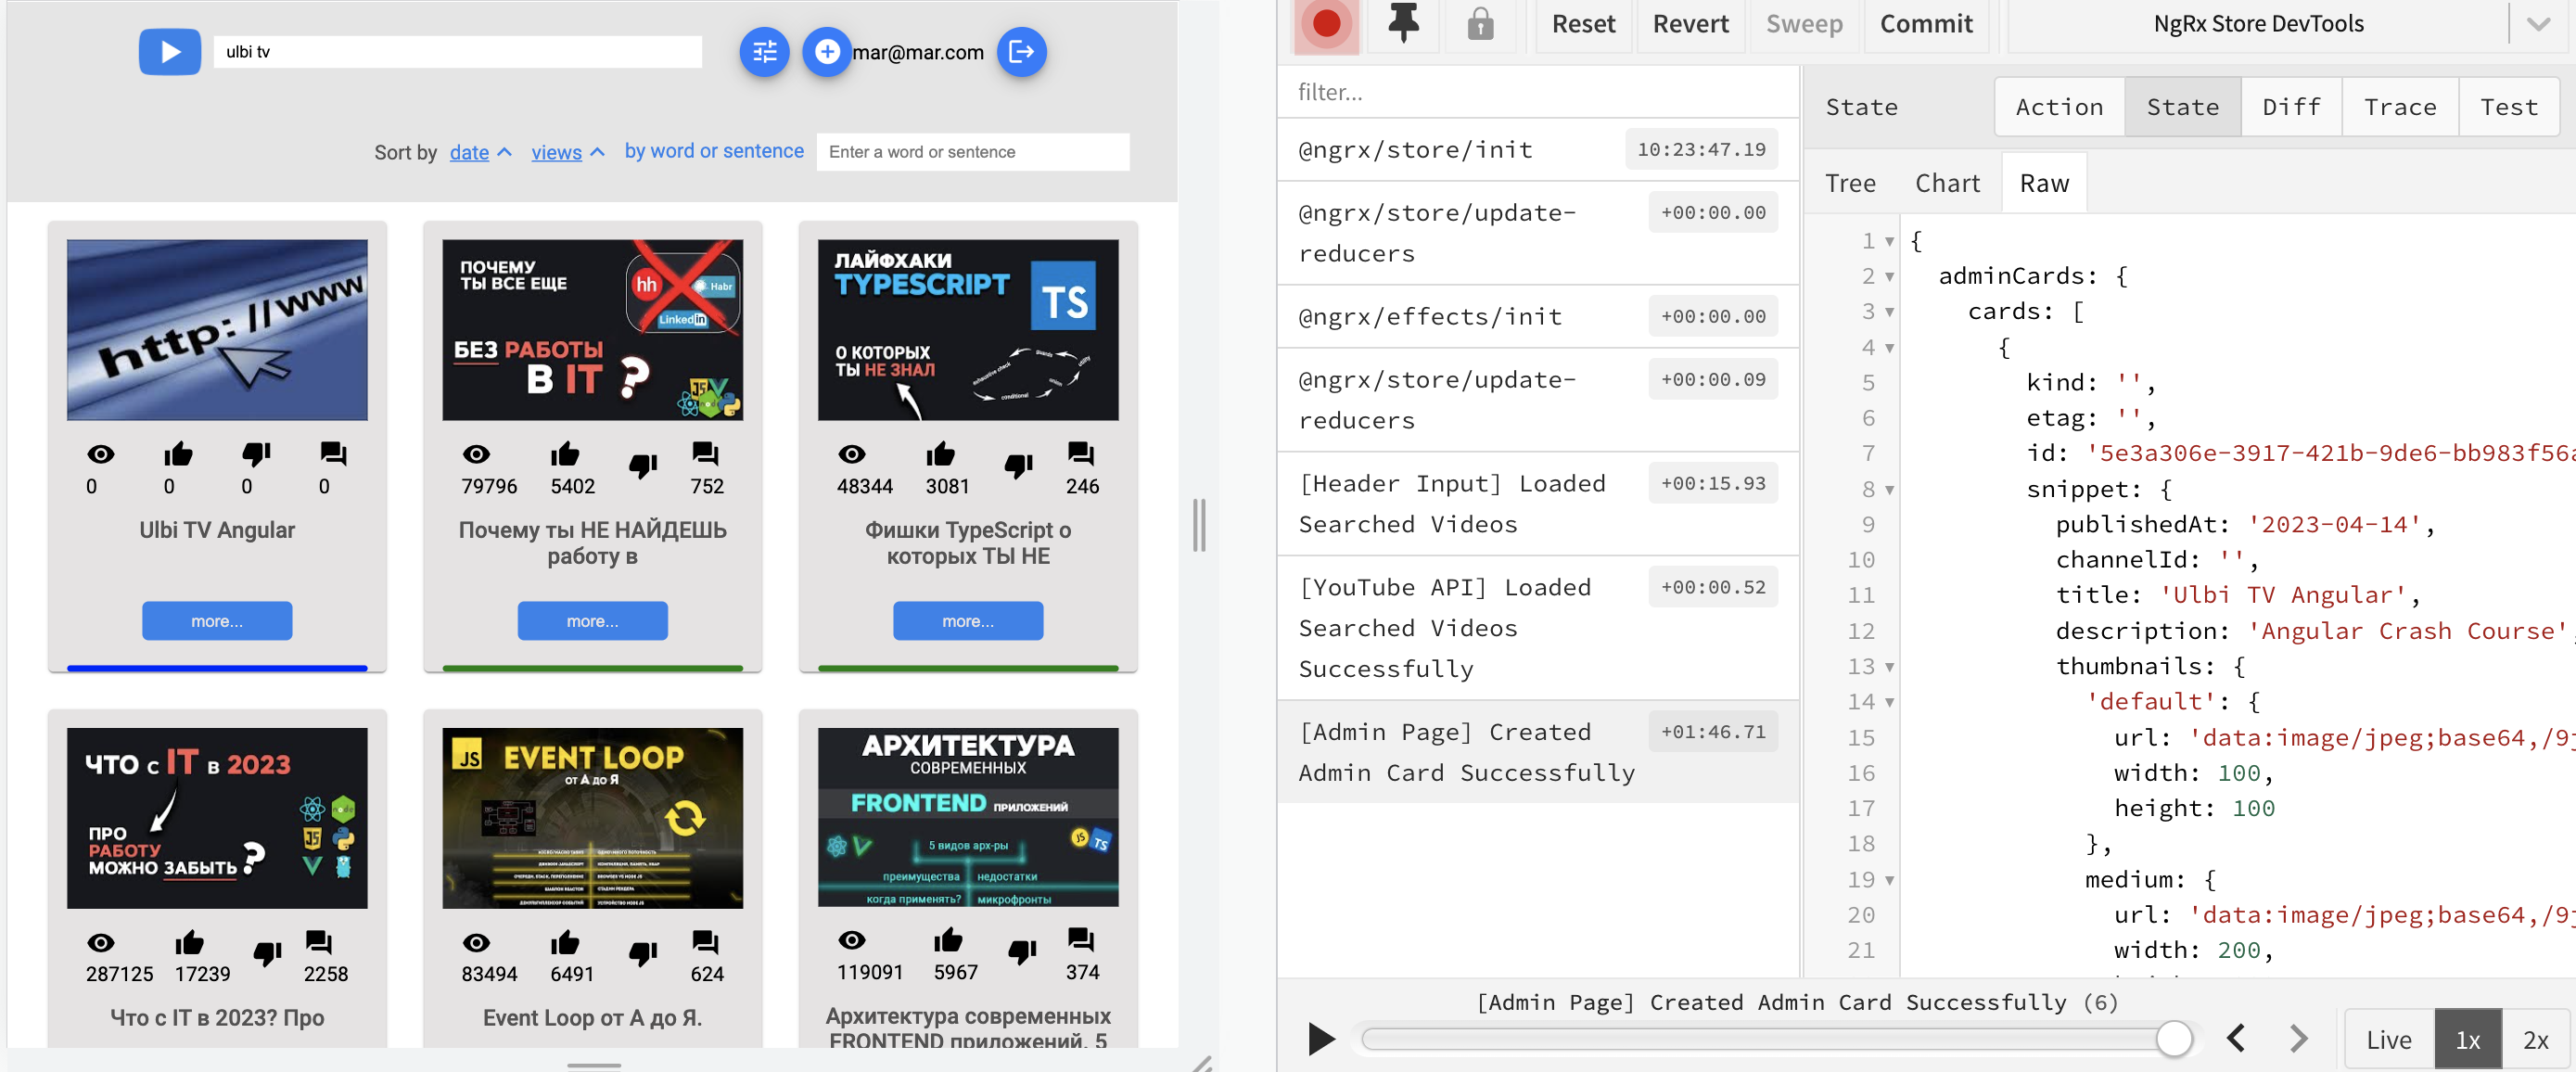 ulbi tv
mar@mar.com
Sort by date views by word or sentence Enter a word or sentence
http://www
0 0 0 0
Ulbi TV Angular
more...
ПОЧЕМУ
ТЫ ВСЕ ЕЩЕ
hh
Habr
Linkedin
БЕЗ РАБОТЫ
В IT ?
JS
79796 5402 752
Почему ты НЕ НАЙДЕШЬ
работу в
more...
ЛАЙФХАКИ
TYPESCRIPT
TS
О КОТОРЫХ
ТЫ НЕ ЗНАЛ
conditional
48344 3081 246
Фишки TypeScript о
которых ТЫ НЕ
more...
ЧТО с IT в 2023
ПРО
РАБОТУ
МОЖНО ЗАБЫТЬ ?
JS
287125 17239 2258
Что с IT в 2023? Про
JS
EVENT LOOP
от А до Я
83494 6491 624
Event Loop от А до Я.
АРХИТЕКТУРА
СОВРЕМЕННЫХ
FRONTEND ПРИЛОЖЕНИЙ
JS TS
5 видов арх-ры
преимущества недостатки
когда применять? микрофронты
119091 5967 374
Архитектура современных
FRONTEND приложений. 5
Reset Revert Sweep Commit
NgRx Store DevTools
filter...
@ngrx/store/init 10:23:47.19
@ngrx/store/update- +00:00.00
reducers
@ngrx/effects/init +00:00.00
@ngrx/store/update- +00:00.09
reducers
[Header Input] Loaded +00:15.93
Searched Videos
[YouTube API] Loaded +00:00.52
Searched Videos
Successfully
[Admin Page] Created +01:46.71
Admin Card Successfully
State Action State Diff Trace Test
Tree Chart Raw
1 {
2 adminCards: {
3 cards: [
4 {
5 kind: '',
6 etag: '',
7 id: '5e3a306e-3917-421b-9de6-bb983f56a
8 snippet: {
9 publishedAt: '2023-04-14',
10 channelId: '',
11 title: 'Ulbi TV Angular',
12 description: 'Angular Crash Course',
13 thumbnails: {
14 'default': {
15 url: 'data:image/jpeg;base64,/9j
16 width: 100,
17 height: 100
18 },
19 medium: {
20 url: 'data:image/jpeg;base64,/9j
21 width: 200,
[Admin Page] Created Admin Card Successfully (6)
Live 1x 2x